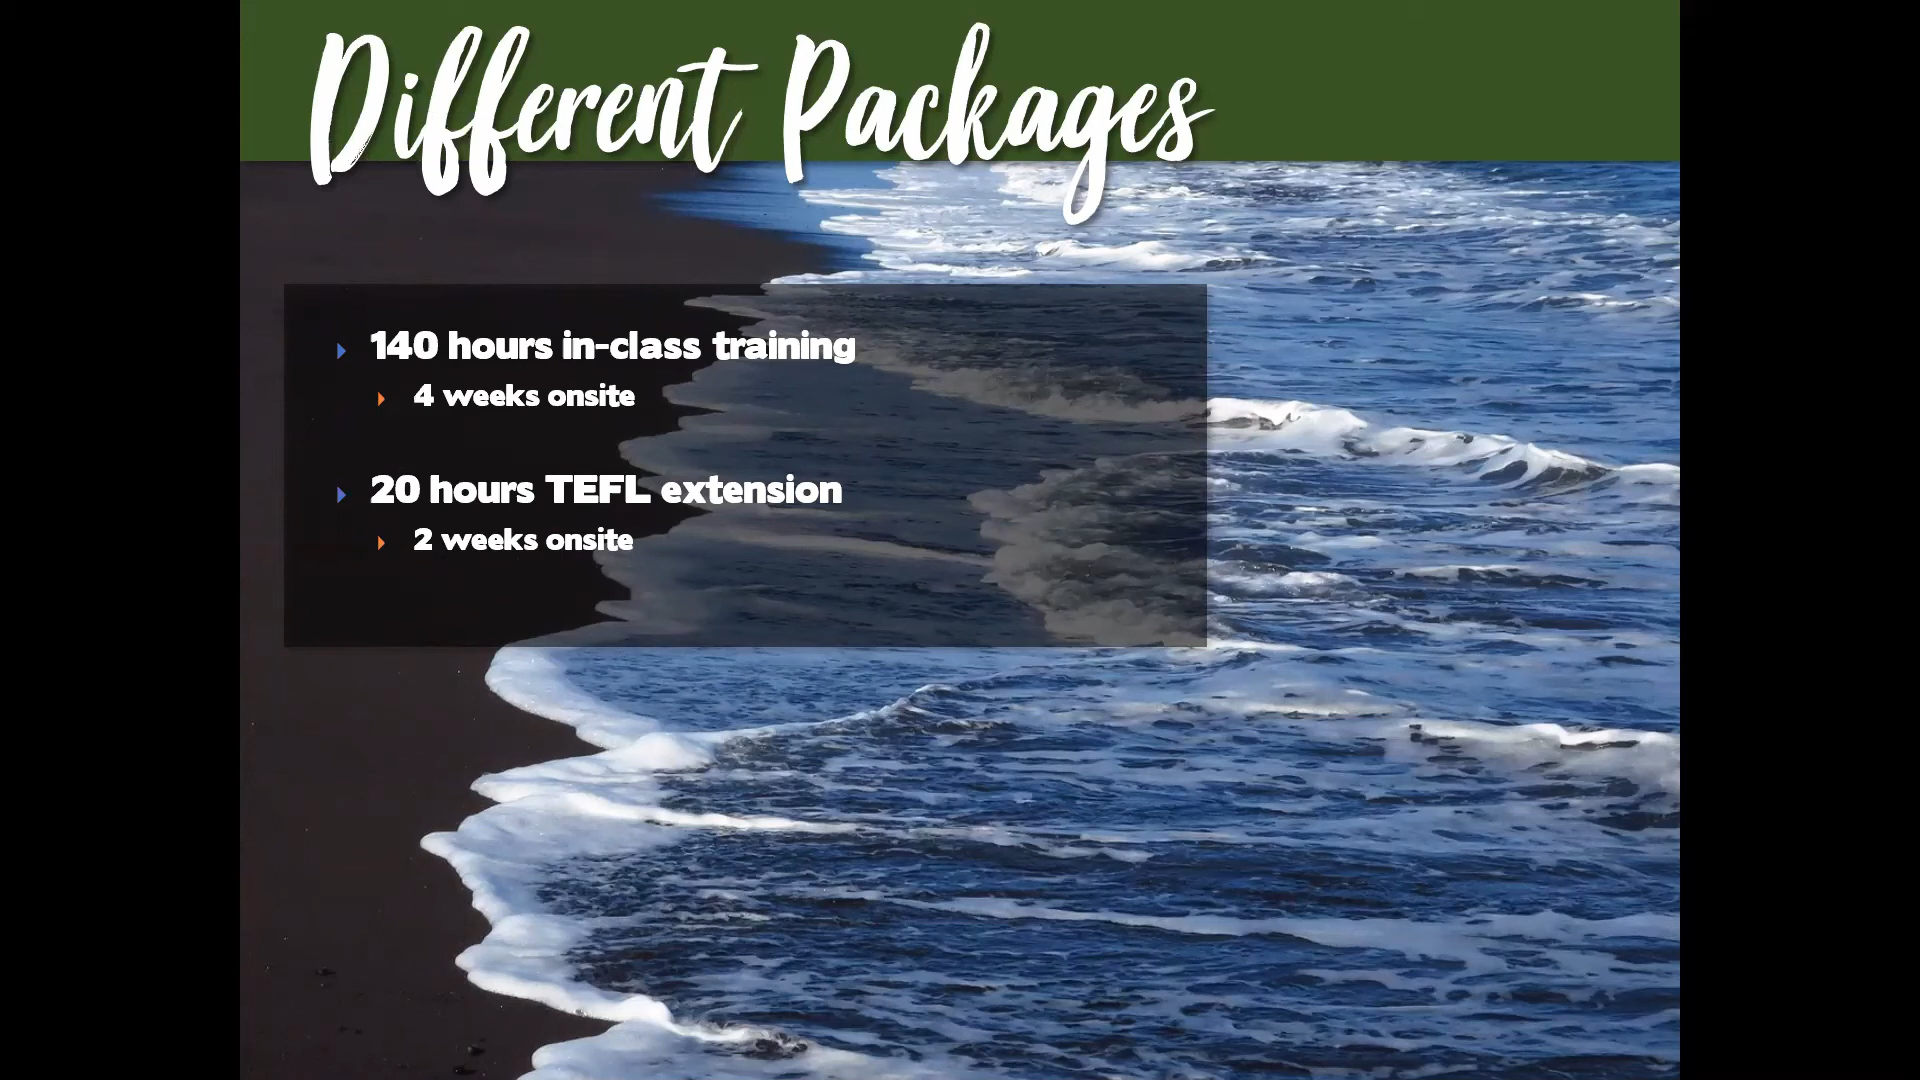 Different Packages
140 hours in-class training
4 weeks onsite
20 hours TEFL extension
2 weeks onsite